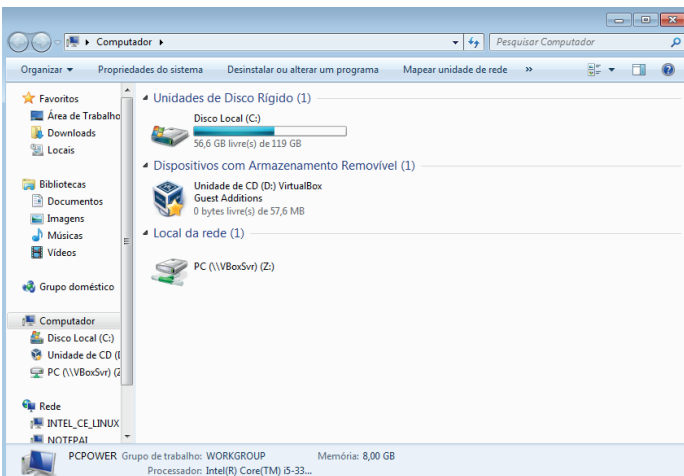 Computador
Pesquisar Computador
Organizar
Propriedades do sistema
Desinstalar ou alterar um programa
Mapear unidade de rede
»
Favoritos
Área de Trabalho
Downloads
Locais
Bibliotecas
Documentos
Imagens
Músicas
Vídeos
Grupo doméstico
Computador
Disco Local (C:)
Unidade de CD (
PC (\\VBoxSvr) (Z
Rede
INTEL_CE_LINUX
NOTEPAI
Unidades de Disco Rígido (1)
Disco Local (C:)
56,6 GB livre(s) de 119 GB
Dispositivos com Armazenamento Removível (1)
Unidade de CD (D:) VirtualBox
Guest Additions
0 bytes livre(s) de 57,6 MB
Local da rede (1)
PC (\\VBoxSvr) (Z:)
PCPOWER Grupo de trabalho: WORKGROUP Memória: 8,00 GB
Processador: Intel(R) Core(TM) i5-33...